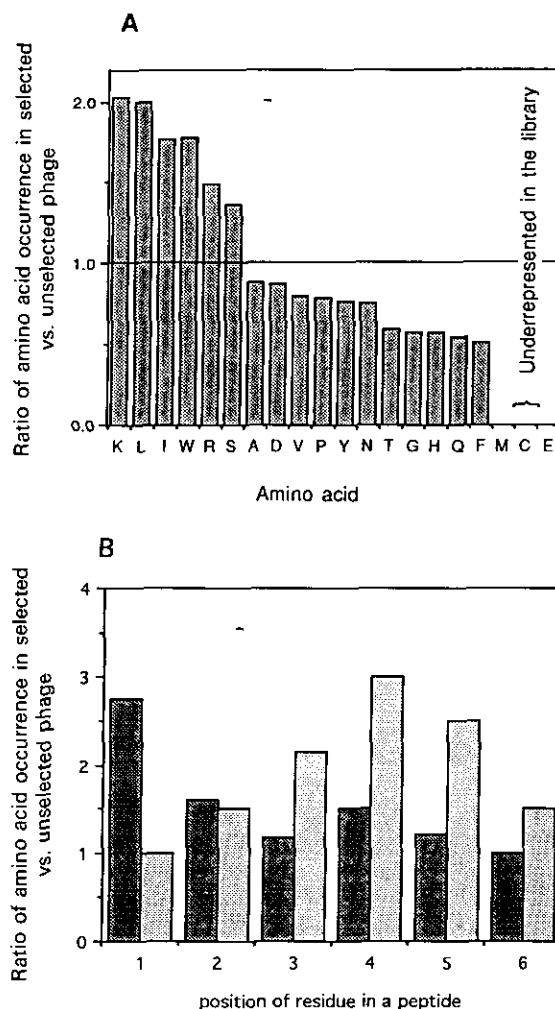 A
Ratio of amino acid occurrence in selected
vs. unselected phage
2.0
1.0
0.0
Underrepresented in the library
{
K L I W R S A D V P Y N T G H Q F M C E
Amino acid
B
Ratio of amino acid occurrence in selected
vs. unselected phage
4
3
2
1
0
1 2 3 4 5 6
position of residue in a peptide